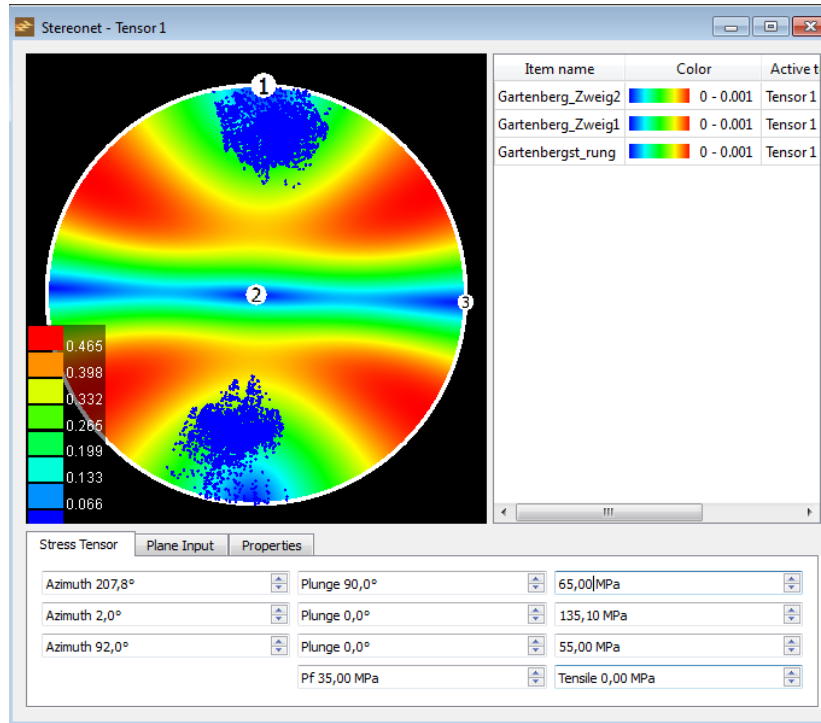 Stereonet - Tensor 1
1
2
3
0.465
0.398
0.332
0.265
0.199
0.133
0.066
Item name Color Active t
Gartenberg_Zweig2 0 - 0.001 Tensor 1
Gartenberg_Zweig1 0 - 0.001 Tensor 1
Gartenbergst_rung 0 - 0.001 Tensor 1
Stress Tensor Plane Input Properties
Azimuth 207,8° Plunge 90,0° 65,00 MPa
Azimuth 2,0° Plunge 0,0° 135,10 MPa
Azimuth 92,0° Plunge 0,0° 55,00 MPa
Pf 35,00 MPa Tensile 0,00 MPa